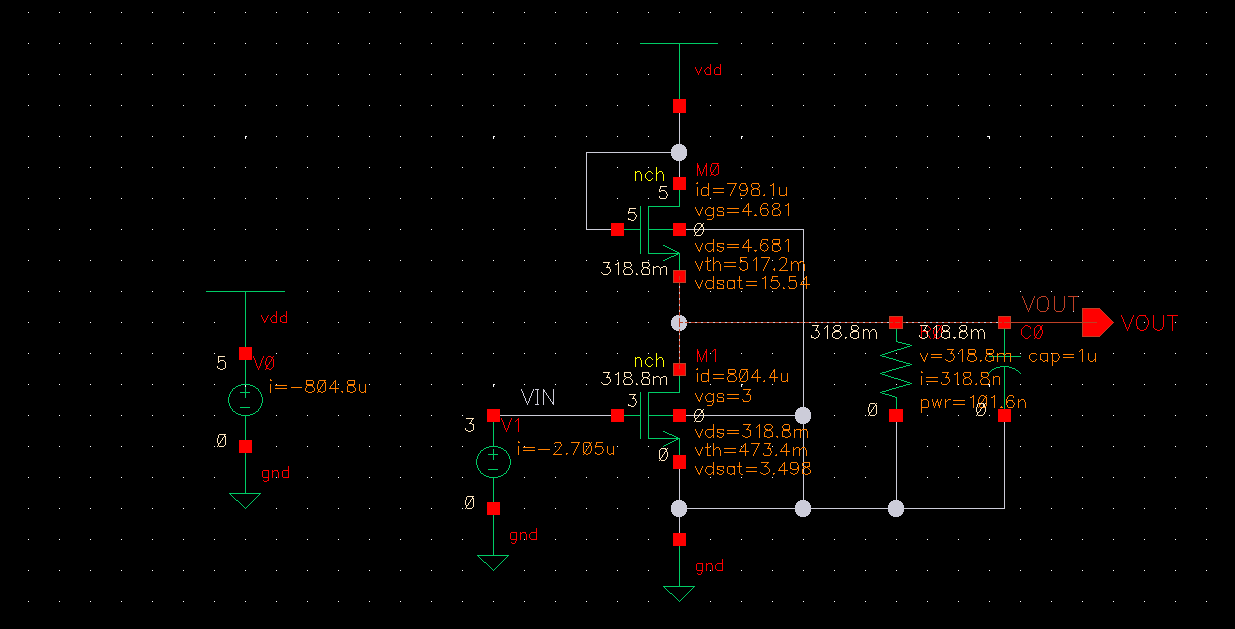 vdd
nch
M0
5
id=798.1u
5
vgs=4.681
0
vds=4.681
318.8m
vth=517.2m
vdsat=15.54
vdd
5
V0
i=-804.8u
0
gnd
VOUT
VOUT
318.8m
318.8m
C0
nch
M1
318.8m
id=804.4u
v=318.8m
cap=1u
VIN
3
vgs=3
i=318.8n
3
V1
0
0
pwr=101.6n
0
i=-2.705u
0
vds=318.8m
vth=473.4m
vdsat=3.498
0
gnd
gnd